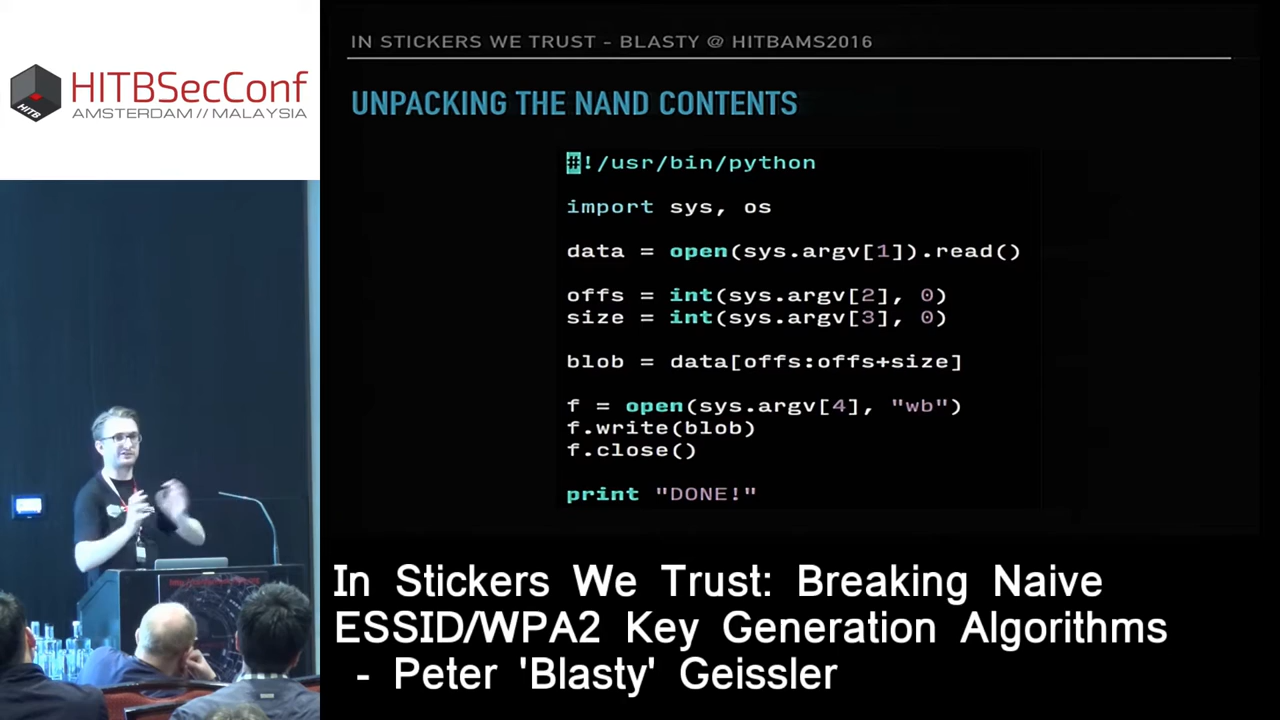 HITBSecConf
AMSTERDAM // MALAYSIA
HITB
IN STICKERS WE TRUST - BLASTY @ HITBAMS2016
UNPACKING THE NAND CONTENTS
#!/usr/bin/python
import sys, os
data = open(sys.argv[1]).read()
offs = int(sys.argv[2], 0)
size = int(sys.argv[3], 0)
blob = data[offs:offs+size]
f = open(sys.argv[4], "wb")
f.write(blob)
f.close()
print "DONE!"
In Stickers We Trust: Breaking Naive
ESSID/WPA2 Key Generation Algorithms
- Peter 'Blasty' Geissler